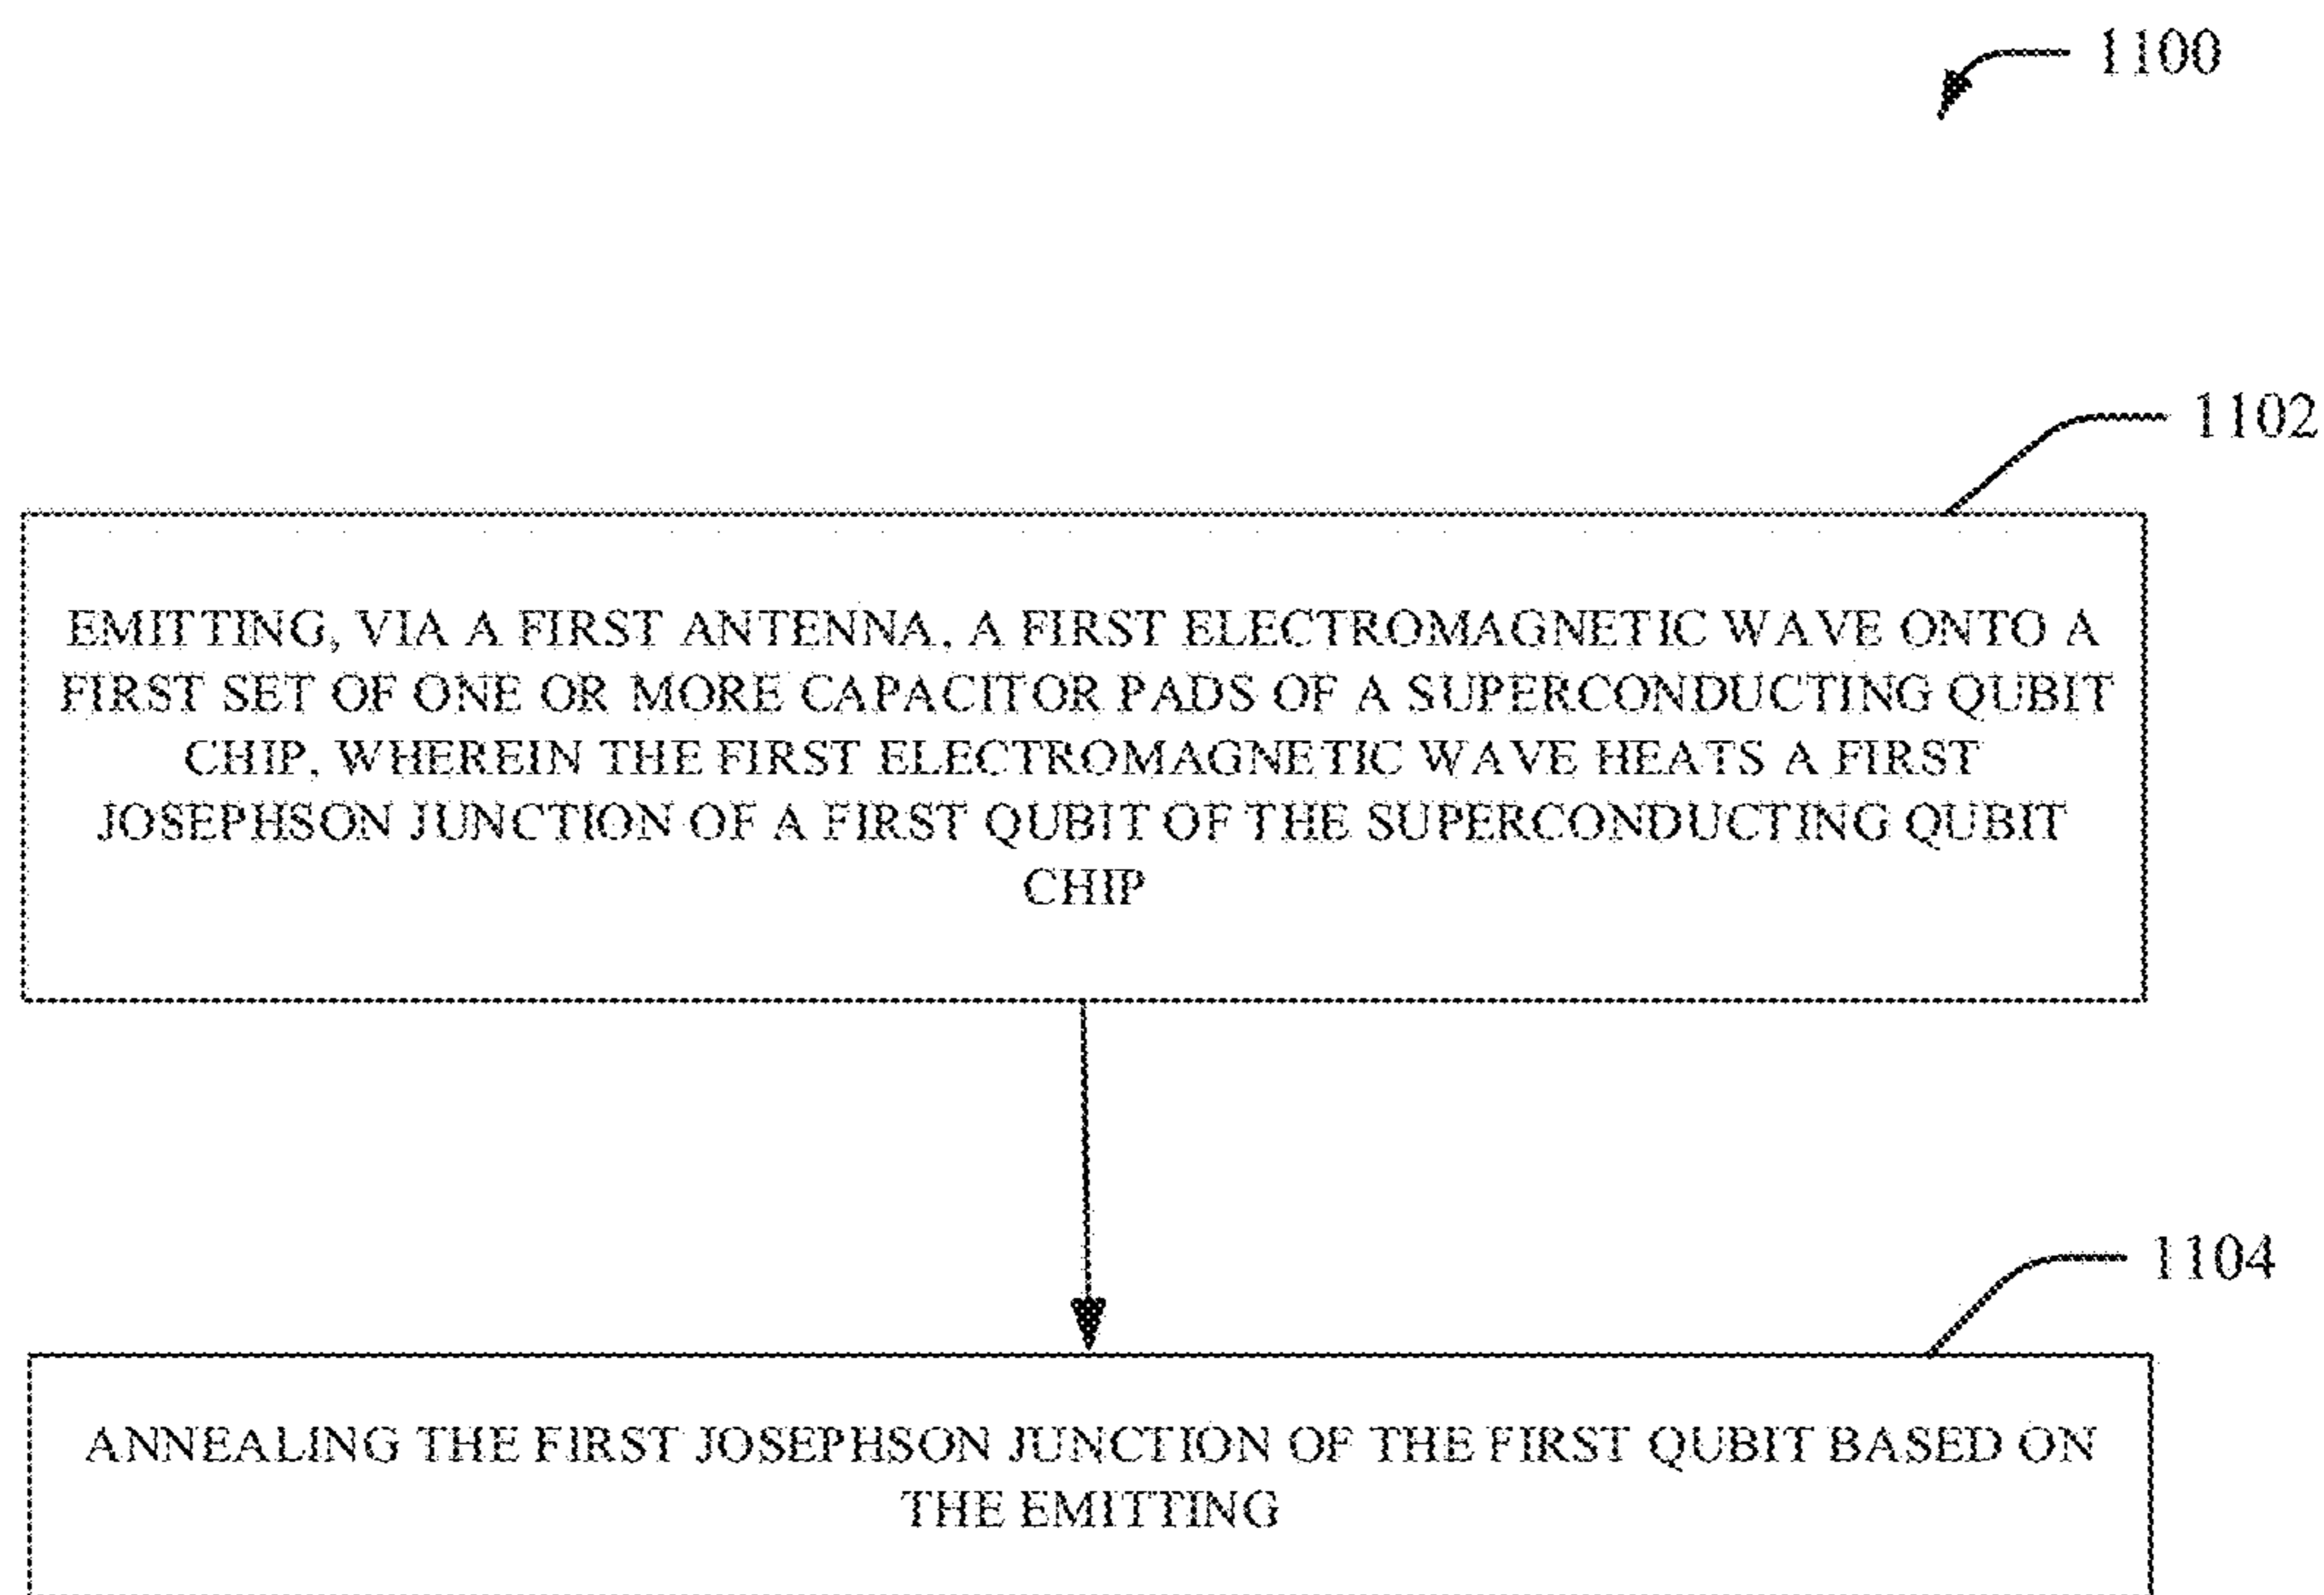 1100
1102
EMITTING, VIA A FIRST ANTENNA, A FIRST ELECTROMAGNETIC WAVE ONTO A
FIRST SET OF ONE OR MORE CAPACITOR PADS OF A SUPERCONDUCTING QUBIT
CHIP, WHEREIN THE FIRST ELECTROMAGNETIC WAVE HEATS A FIRST
JOSEPHSON JUNCTION OF A FIRST QUBIT OF THE SUPERCONDUCTING QUBIT
CHIP
1104
ANNEALING THE FIRST JOSEPHSON JUNCTION OF THE FIRST QUBIT BASED ON
THE EMITTING